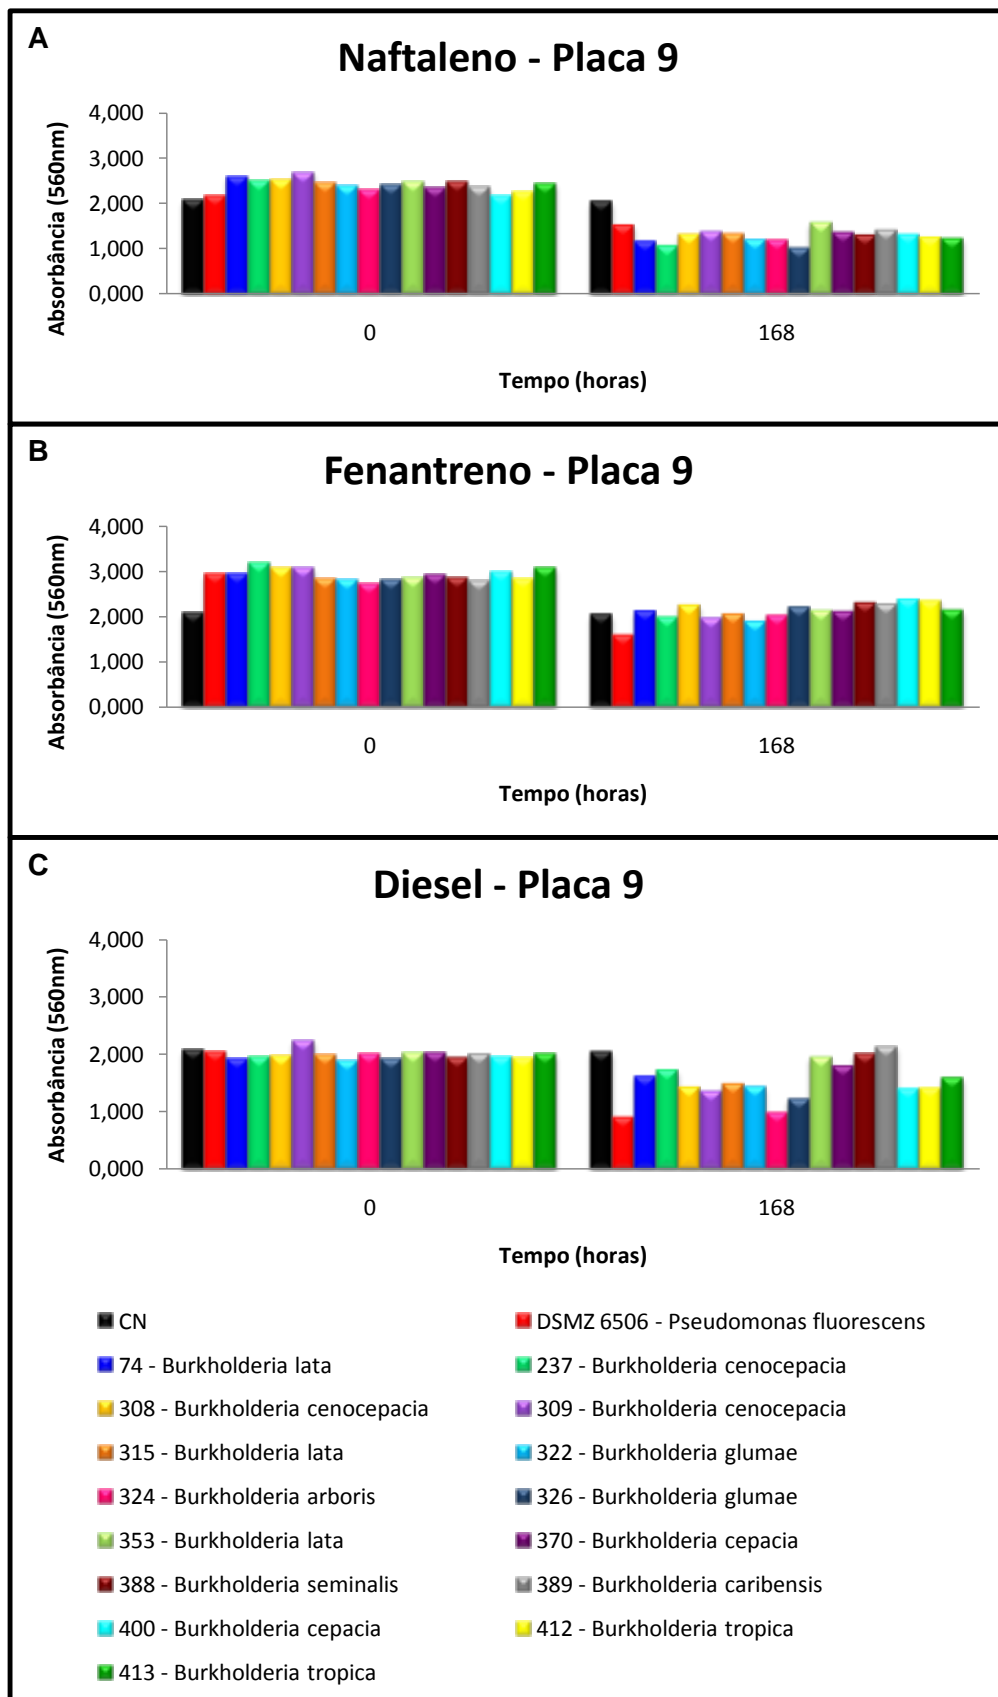 A
Naftaleno - Placa 9
Absorbância (560nm)
4,000
3,000
2,000
1,000
0,000
0
168
Tempo (horas)
B
Fenantreno - Placa 9
Absorbância (560nm)
4,000
3,000
2,000
1,000
0,000
0
168
Tempo (horas)
C
Diesel - Placa 9
Absorbância (560nm)
4,000
3,000
2,000
1,000
0,000
0
168
Tempo (horas)
CN
DSMZ 6506 - Pseudomonas fluorescens
74 - Burkholderia lata
237 - Burkholderia cenocepacia
308 - Burkholderia cenocepacia
309 - Burkholderia cenocepacia
315 - Burkholderia lata
322 - Burkholderia glumae
324 - Burkholderia arboris
326 - Burkholderia glumae
353 - Burkholderia lata
370 - Burkholderia cepacia
388 - Burkholderia seminalis
389 - Burkholderia caribensis
400 - Burkholderia cepacia
412 - Burkholderia tropica
413 - Burkholderia tropica